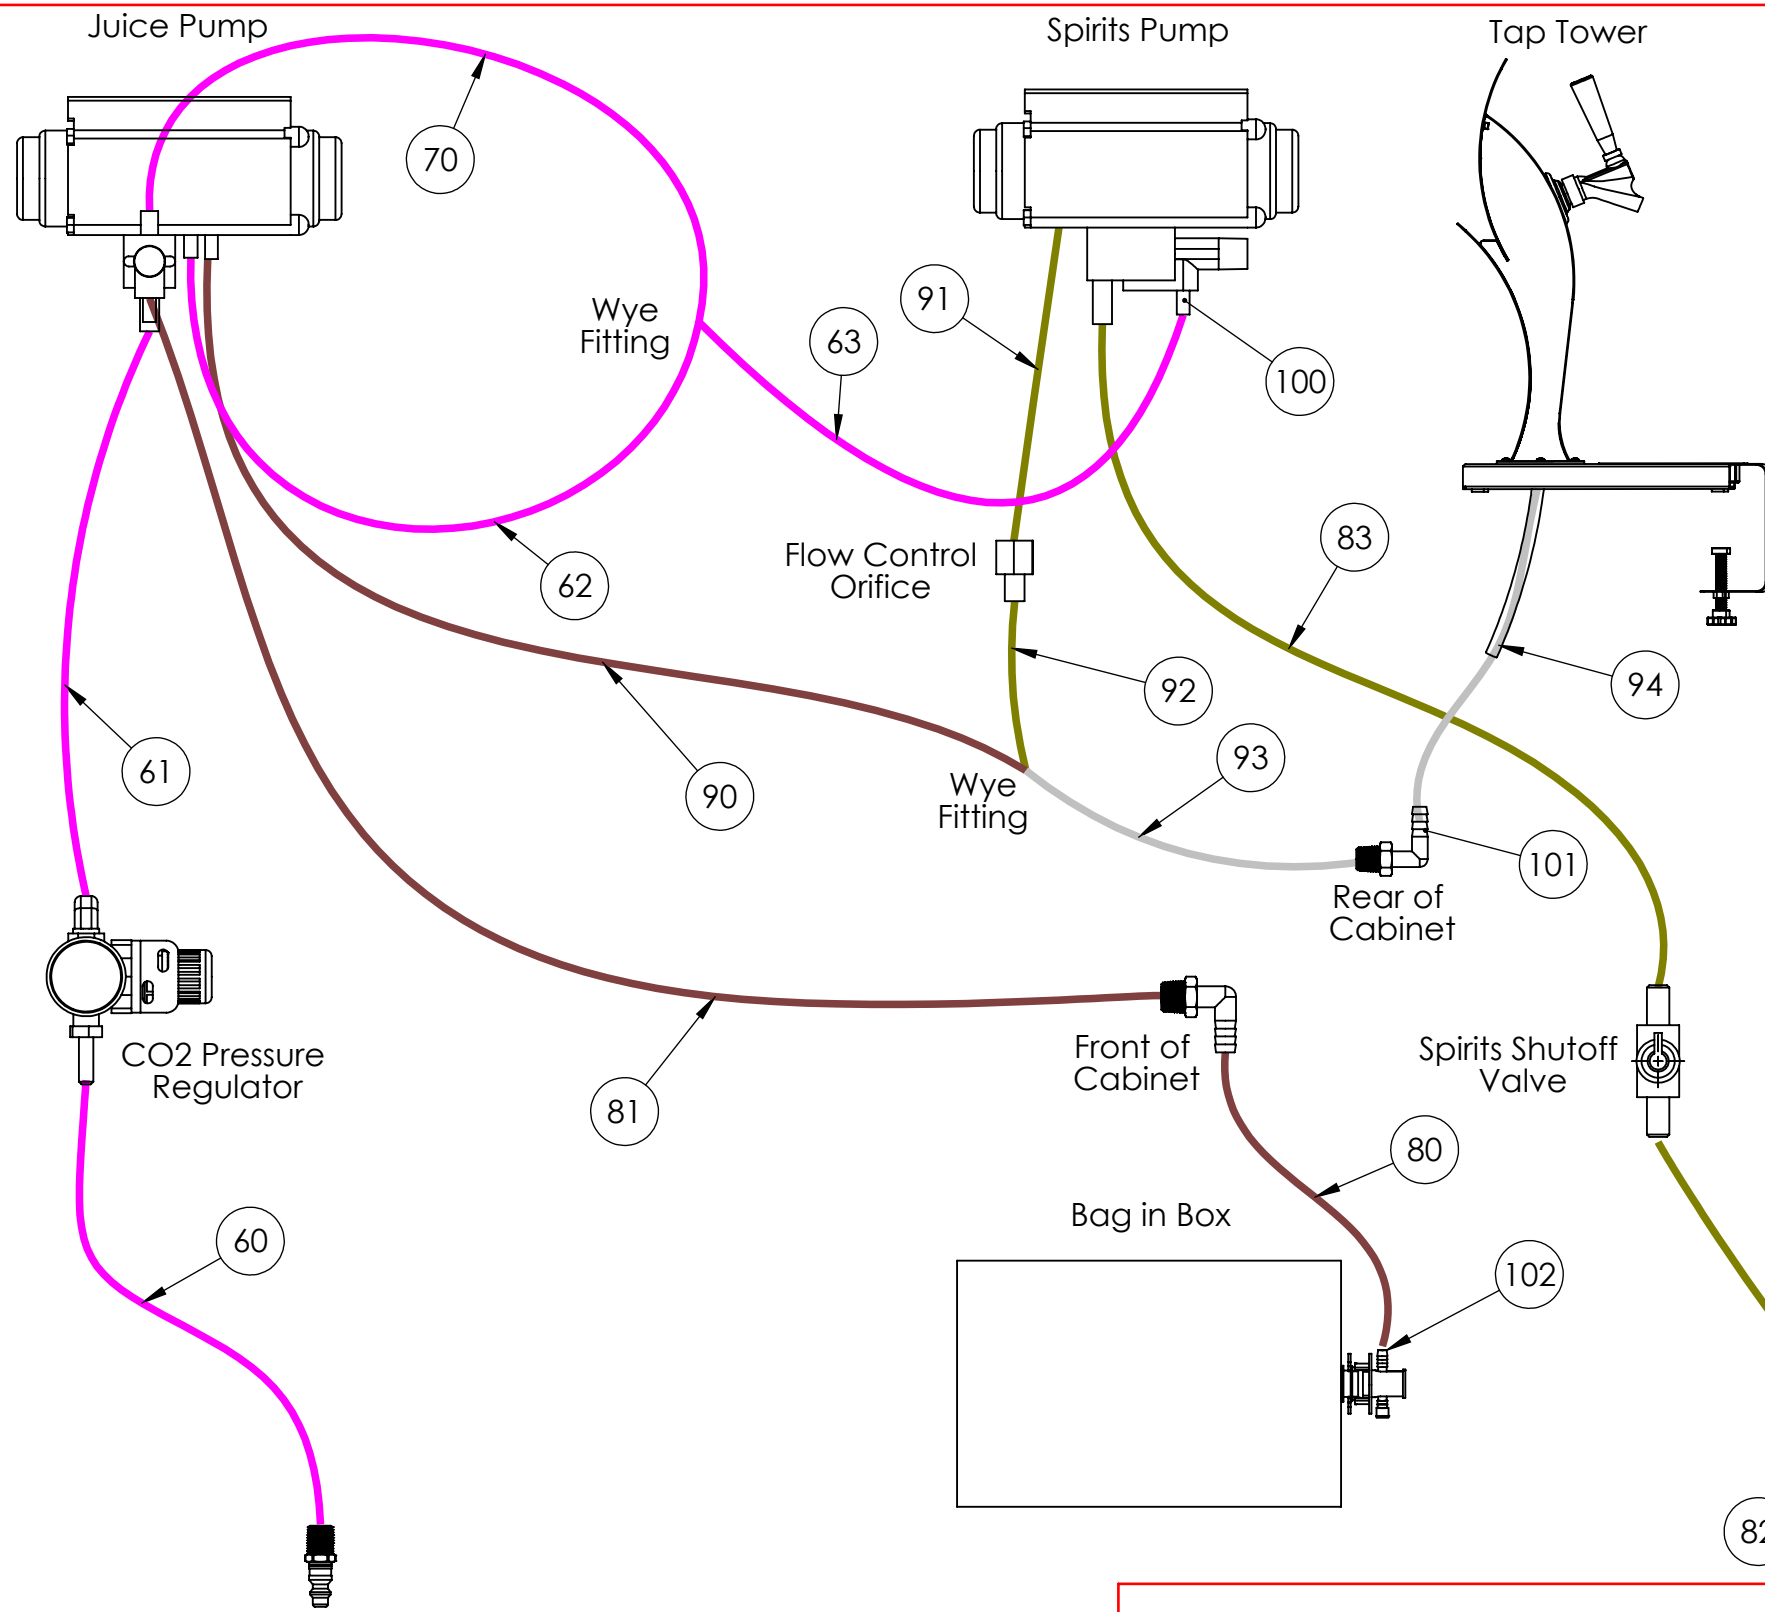 Juice Pump
Spirits Pump
Tap Tower
70
91
Wye
Fitting
63
100
Flow Control
Orifice
83
62
92
94
61
90
93
Wye
Fitting
101
Rear of
Cabinet
CO2 Pressure
Regulator
Front of
Cabinet
Spirits Shutoff
Valve
81
80
Bag in Box
60
102
82